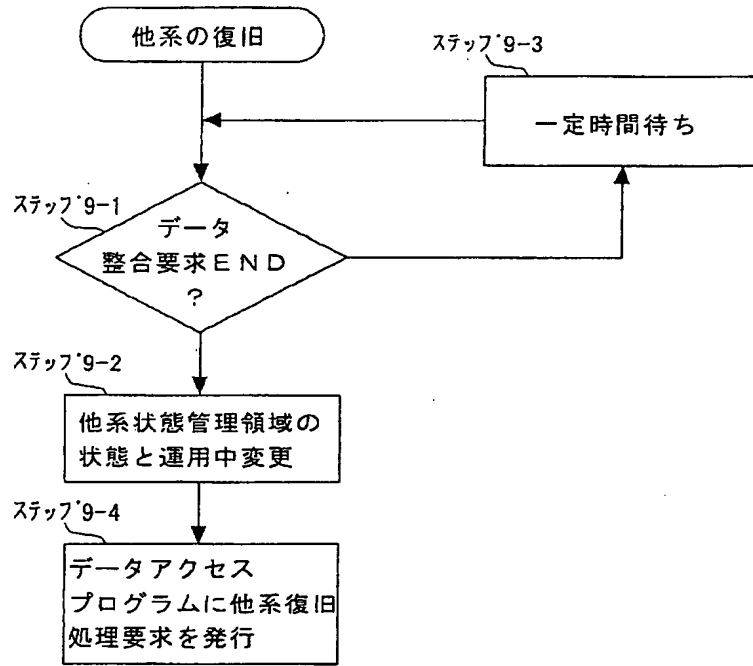 他系の復旧
ステップ9-3
一定時間待ち
ステップ9-1
データ
整合要求END
?
ステップ9-2
他系状態管理領域の
状態と運用中変更
ステップ9-4
データアクセス
プログラムに他系復旧
処理要求を発行